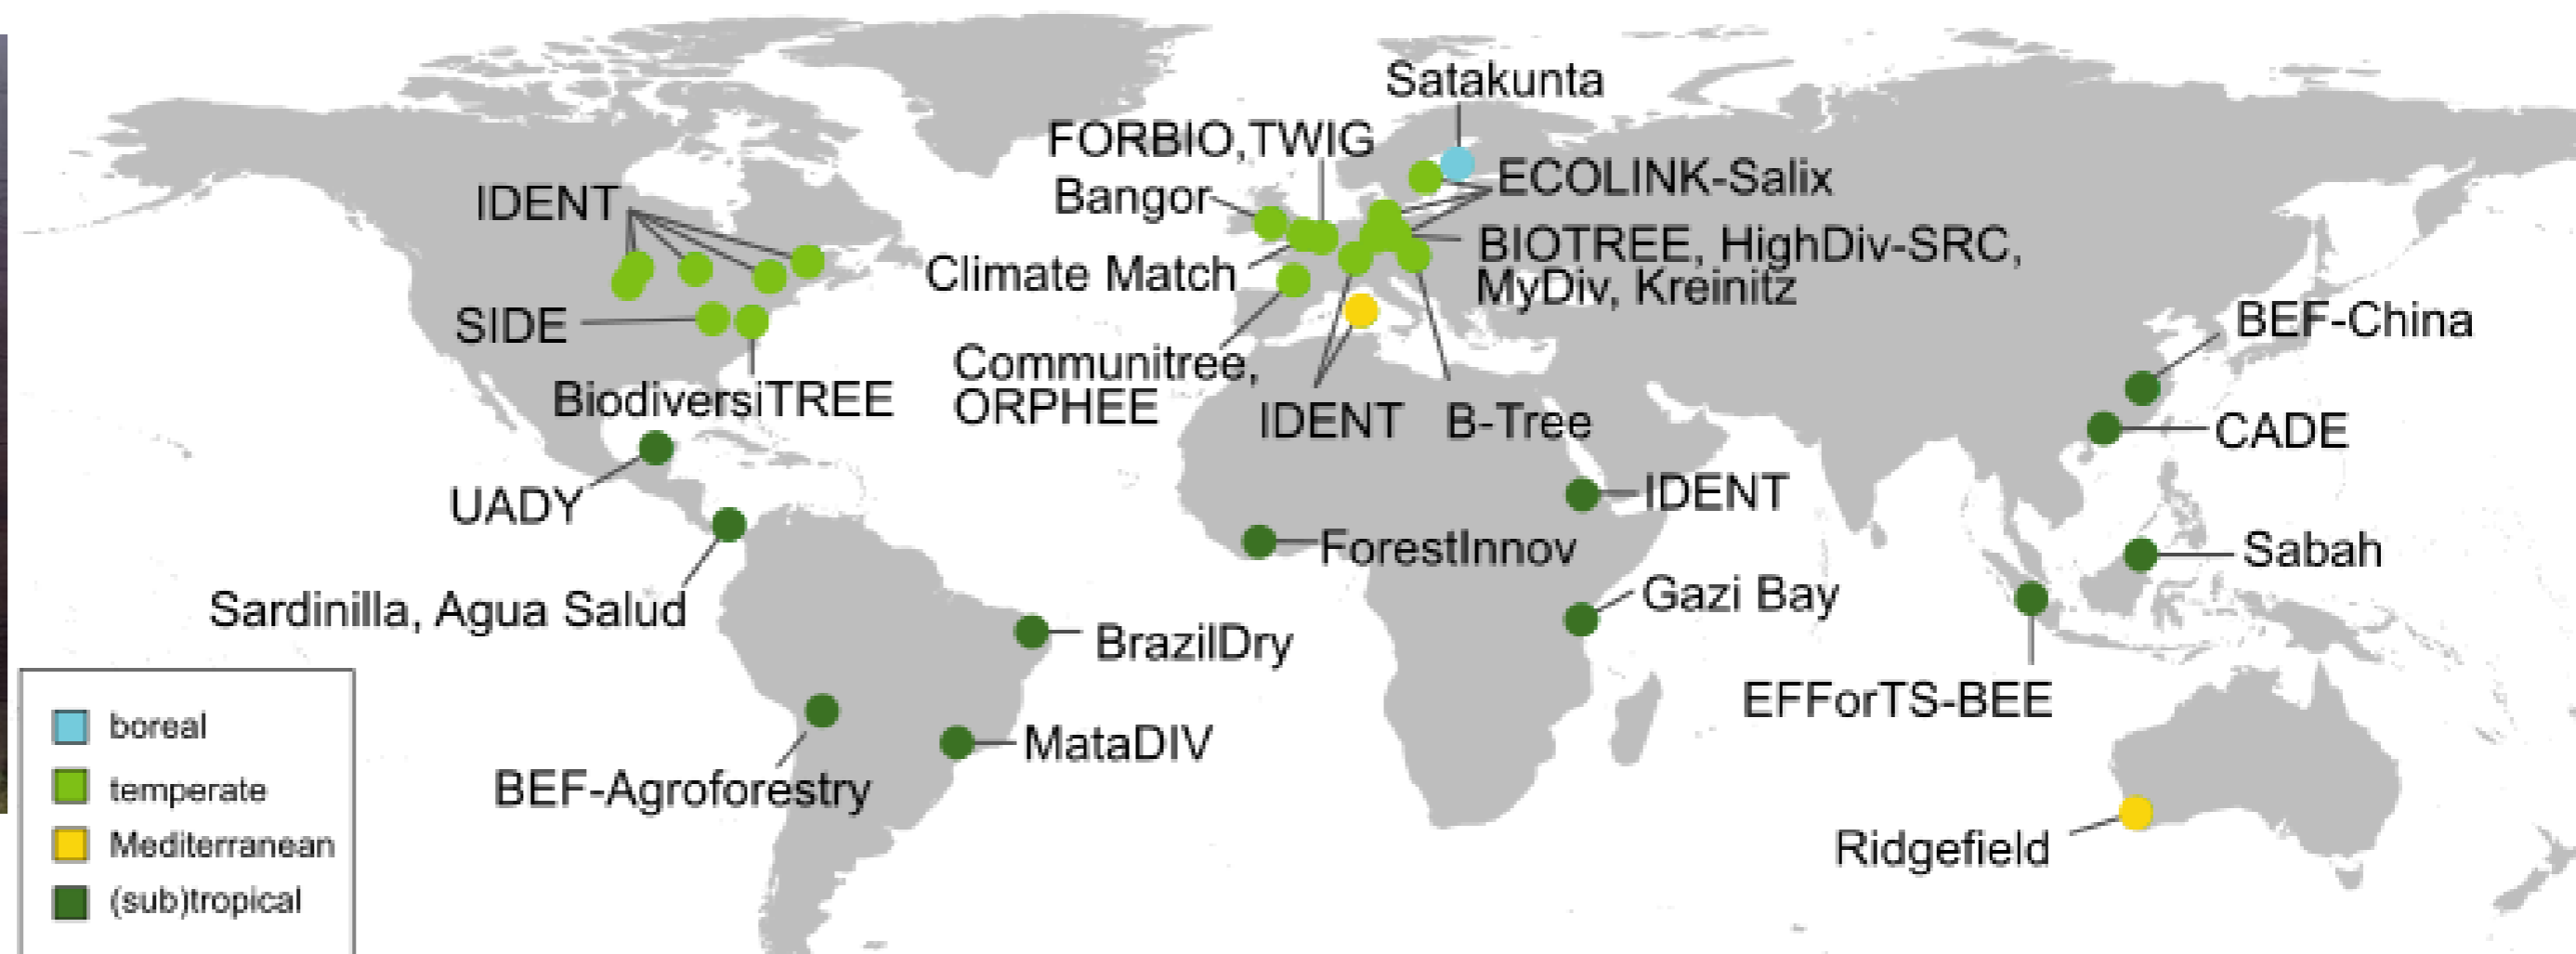 Satakunta
FORBIO,TWIG
ECOLINK-Salix
IDENT
Bangor
BIOTREE, HighDiv-SRC,
MyDiv, Kreinitz
Climate Match
SIDE
BEF-China
Communitree,
ORPHEE
BiodiversiTREE
IDENT
B-Tree
CADE
UADY
IDENT
ForestInnov
Sabah
Gazi Bay
Sardinilla, Agua Salud
BrazilDry
EFForTS-BEE
MataDIV
BEF-Agroforestry
Ridgefield
boreal
temperate
Mediterranean
(sub)tropical